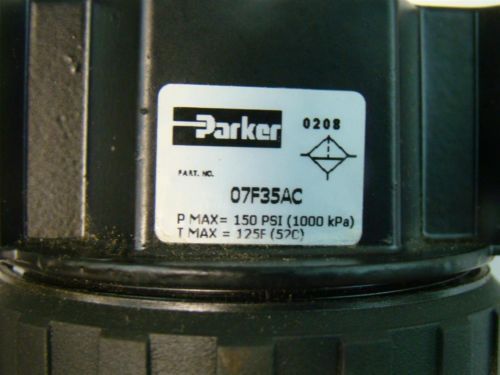 Parker
0208
PART. NO.
07F35AC
P MAX= 150 PSI (1000 kPa)
T MAX = 125F (52C)